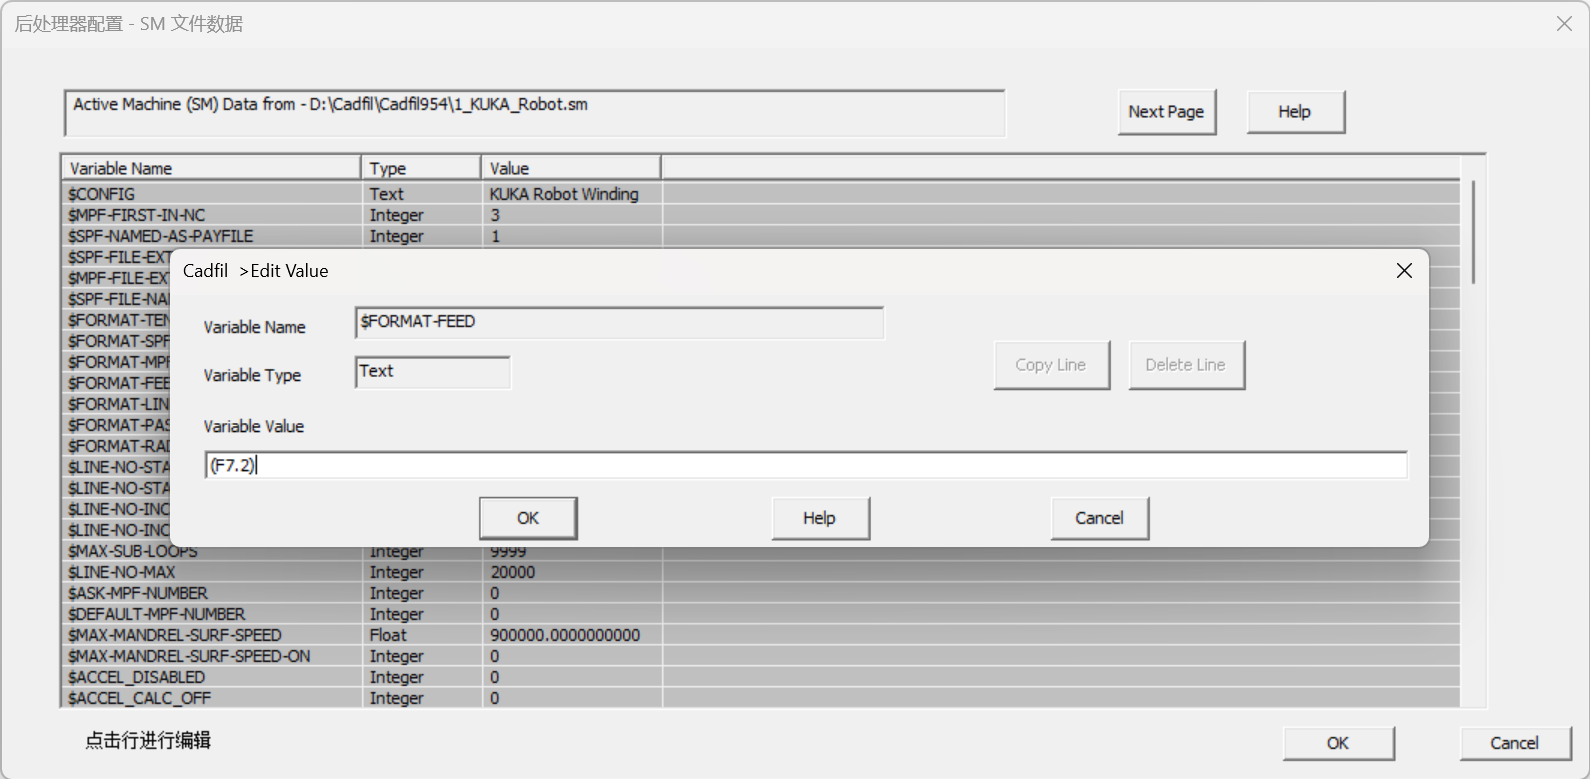 后处理器配置 - SM 文件数据
Active Machine (SM) Data from - D:\Cadfil\Cadfil954\1_KUKA_Robot.sm
Next Page
Help
Variable Name Type Value
$CONFIG Text KUKA Robot Winding
$MPF-FIRST-IN-NC Integer 3
$SPF-NAMED-AS-PAYFILE Integer 1
$SPF-FILE-EXT
$MPF-FILE-EX
$SPF-FILE-NA
$FORMAT-TEN
$FORMAT-SPF
$FORMAT-MPF
$FORMAT-FEE
$FORMAT-LIN
$FORMAT-PAS
$FORMAT-RAD
$LINE-NO-STA
$LINE-NO-STA
$LINE-NO-INC
$LINE-NO-INC
$MAX-SUB-LOOPS Integer 9999
$LINE-NO-MAX Integer 20000
$ASK-MPF-NUMBER Integer 0
$DEFAULT-MPF-NUMBER Integer 0
$MAX-MANDREL-SURF-SPEED Float 900000.0000000000
$MAX-MANDREL-SURF-SPEED-ON Integer 0
$ACCEL_DISABLED Integer 0
$ACCEL_CALC_OFF Integer 0
Cadfil >Edit Value
Variable Name $FORMAT-FEED
Variable Type Text
Copy Line
Delete Line
Variable Value
(F7.2)
OK
Help
Cancel
点击行进行编辑
OK
Cancel